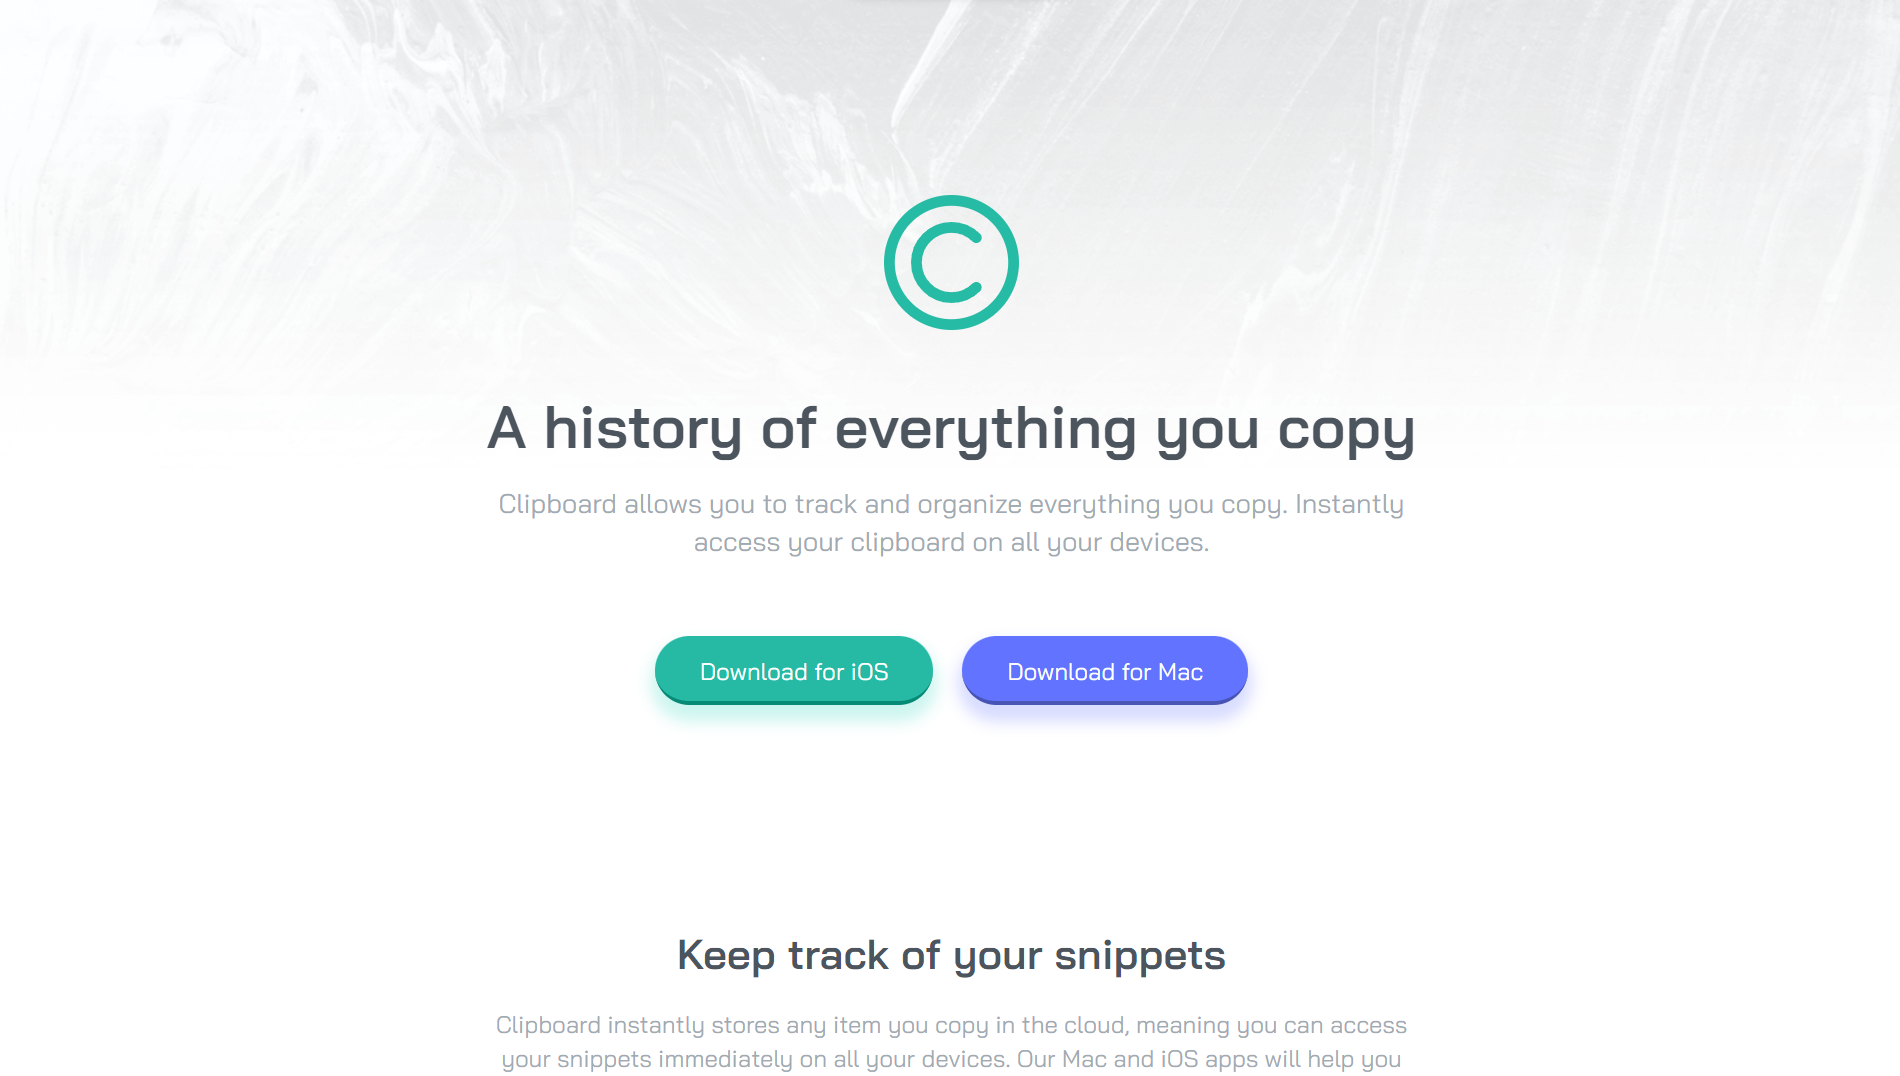 A history of everything you copy
Clipboard allows you to track and organize everything you copy. Instantly
access your clipboard on all your devices.
Download for iOS
Download for Mac
Keep track of your snippets
Clipboard instantly stores any item you copy in the cloud, meaning you can access
your snippets immediately on all your devices. Our Mac and iOS apps will help you